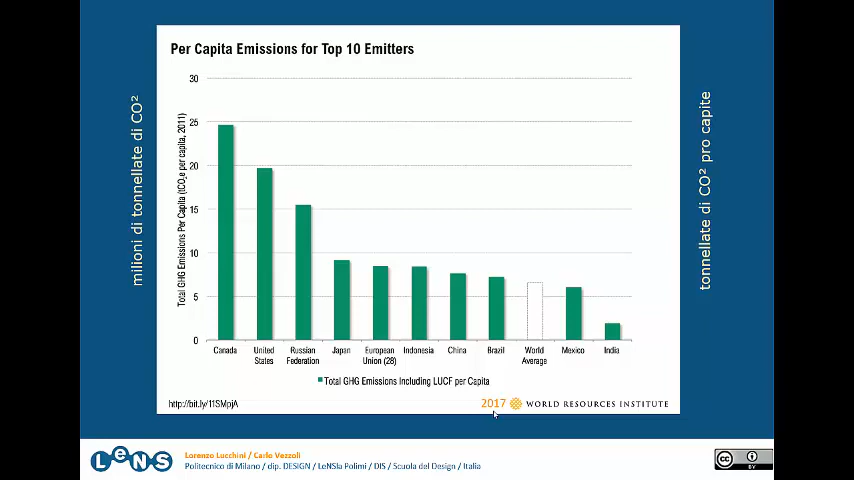 Per Capita Emissions for Top 10 Emitters
milioni di tonnellate di CO²
Total GHG Emissions Per Capita (tCO₂e per capita, 2011)
30
25
20
15
10
5
0
Canada
United States
Russian Federation
Japan
European Union (28)
Indonesia
China
Brazil
World Average
Mexico
India
Total GHG Emissions Including LUCF per Capita
tonnellate di CO² pro capite
http://bit.ly/11SMpjA
2017 WORLD RESOURCES INSTITUTE
LeNS
Lorenzo Lucchini / Carlo Vezzoli
Politecnico di Milano / dip. DESIGN / LeNSla Polimi / DIS / Scuola del Design / Italia
cc
BY